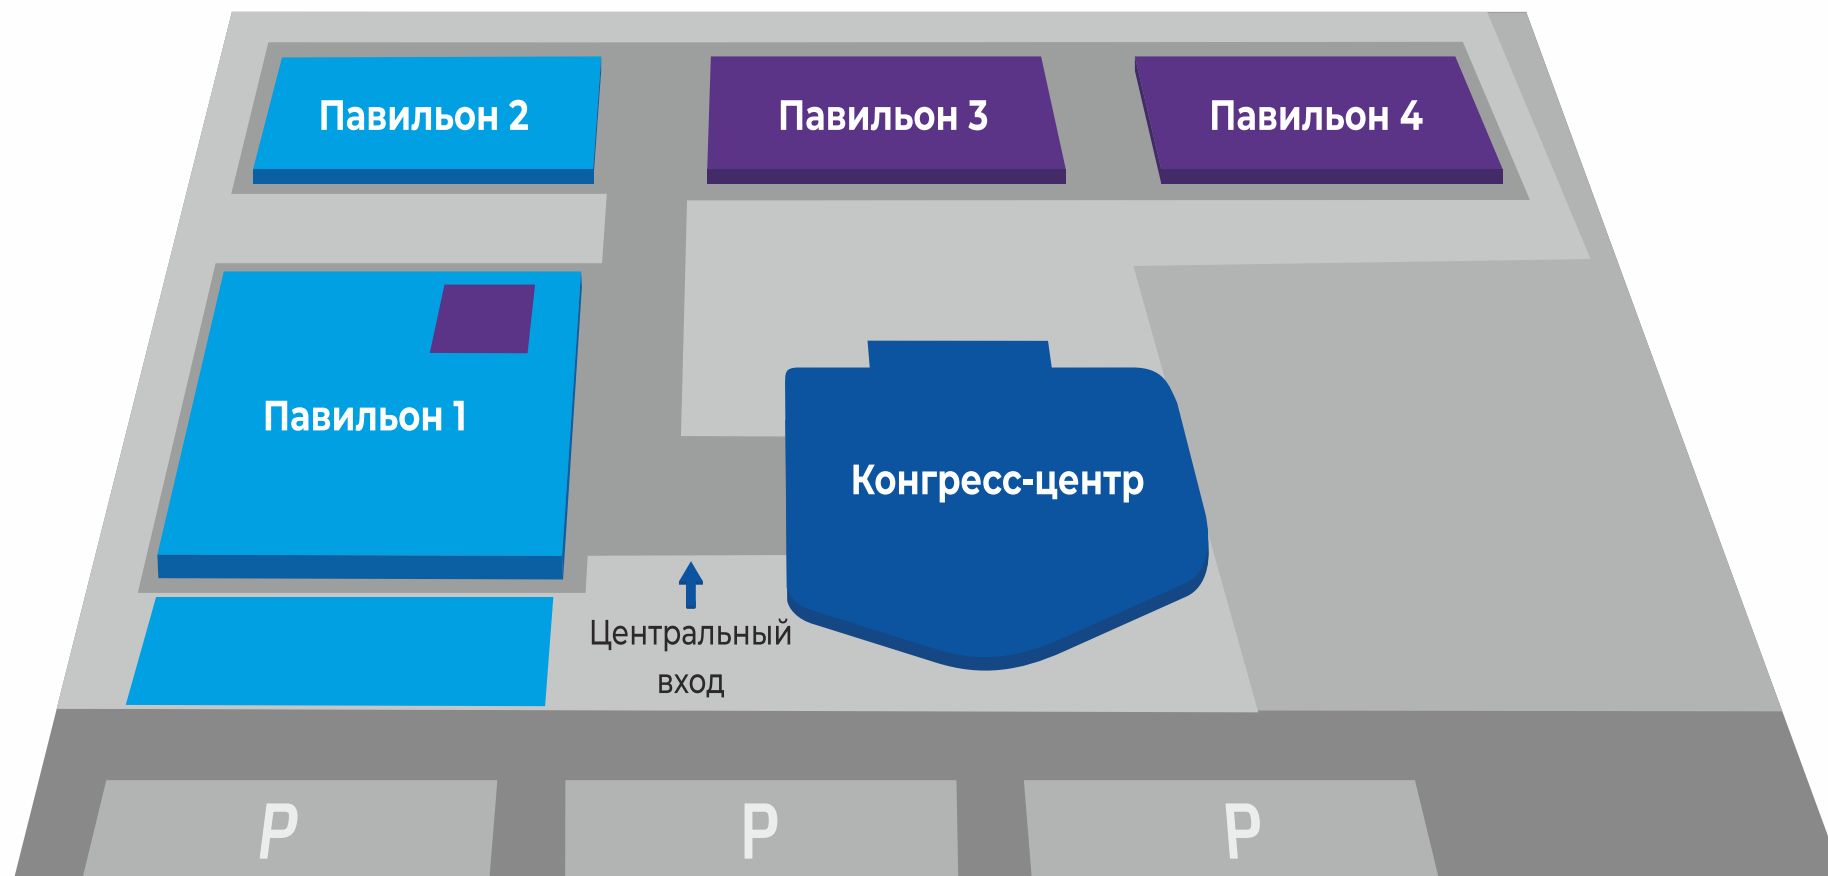 Павильон 2
Павильон 3
Павильон 4
Павильон 1
Конгресс-центр
Центральный
вход
P
P
P